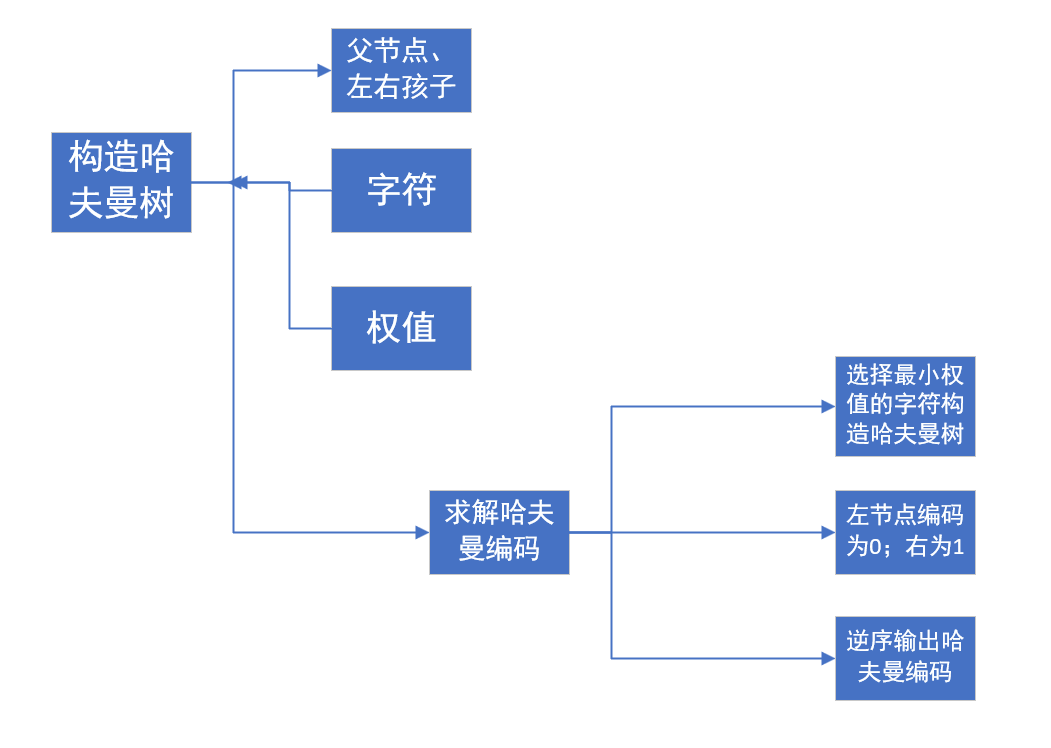 父节点、
左右孩子
构造哈
夫曼树
字符
权值
选择最小权
值的字符构
造哈夫曼树
求解哈夫
曼编码
左节点编码
为0；右为1
逆序输出哈
夫曼编码